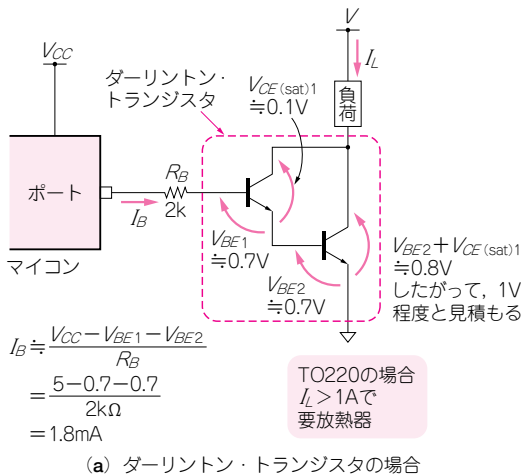 V
I_L
V_CC
ダーリントン・
トランジスタ
V_CE(sat)1
≒0.1V
負荷
ポート
R_B
2k
I_B
マイコン
V_BE1
≒0.7V
V_BE2
≒0.7V
V_BE2+V_CE(sat)1
≒0.8V
したがって，1V
程度と見積もる
I_B≒(V_CC−V_BE1−V_BE2)/R_B
=(5−0.7−0.7)/2kΩ
=1.8mA
TO220の場合
I_L>1Aで
要放熱器
(a) ダーリントン・トランジスタの場合